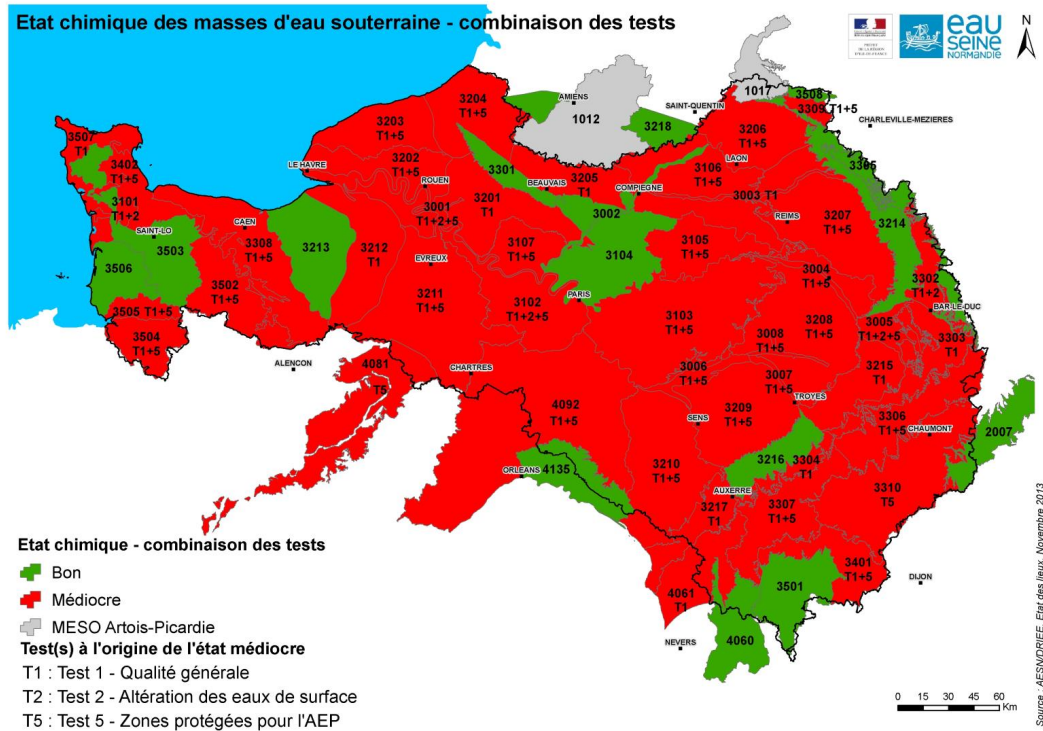 Etat chimique des masses d'eau souterraine - combinaison des tests
eau
SEINE
NORMANDIE
N
1017
3508
T1+5
3309 T1+5
CHARLEVILLE-MEZIERES
AMIENS
1012
SAINT-QUENTIN
3218
3204
T1+5
3203
T1+5
3202
T1+5
LE HAVRE
ROUEN
3001
T1+2+5
3301
BEAUVAIS
3205
T1
COMPIEGNE
3206
T1+5
LAON
3106
T1+5
3003 T1
3305
3507
T1
3402
T1+5
3101
T1+2
SAINT-LO
3503
3506
CAEN
3308
T1+5
3213
3212
T1
3201
T1
3002
REIMS
3207
T1+5
3214
EVREUX
3107
T1+5
3104
3105
T1+5
3004
T1+5
3302
T1+2
BAR-LE-DUC
3502
T1+5
3505 T1+5
3504
T1+5
3211
T1+5
3102
T1+2+5
PARIS
3103
T1+5
3008
T1+5
3208
T1+5
3005
T1+2+5
3303
T1
ALENCON
4081
T5
CHARTRES
3006
T1+5
3007
T1+5
3215
T1
TROYES
4092
T1+5
SENS
3209
T1+5
3306
T1+5
CHAUMONT
2007
ORLEANS
4135
3210
T1+5
3216
3304
T1
AUXERRE
3217
T1
3307
T1+5
3310
T5
3401
T1+5
DIJON
4061
T1
3501
NEVERS
4060
Etat chimique - combinaison des tests
Bon
Médiocre
MESO Artois-Picardie
Test(s) à l'origine de l'état médiocre
T1 : Test 1 - Qualité générale
T2 : Test 2 - Altération des eaux de surface
T5 : Test 5 - Zones protégées pour l'AEP
0 15 30 45 60
Km
Source : AESN/DRIEE, Etat des lieux, Novembre 2013